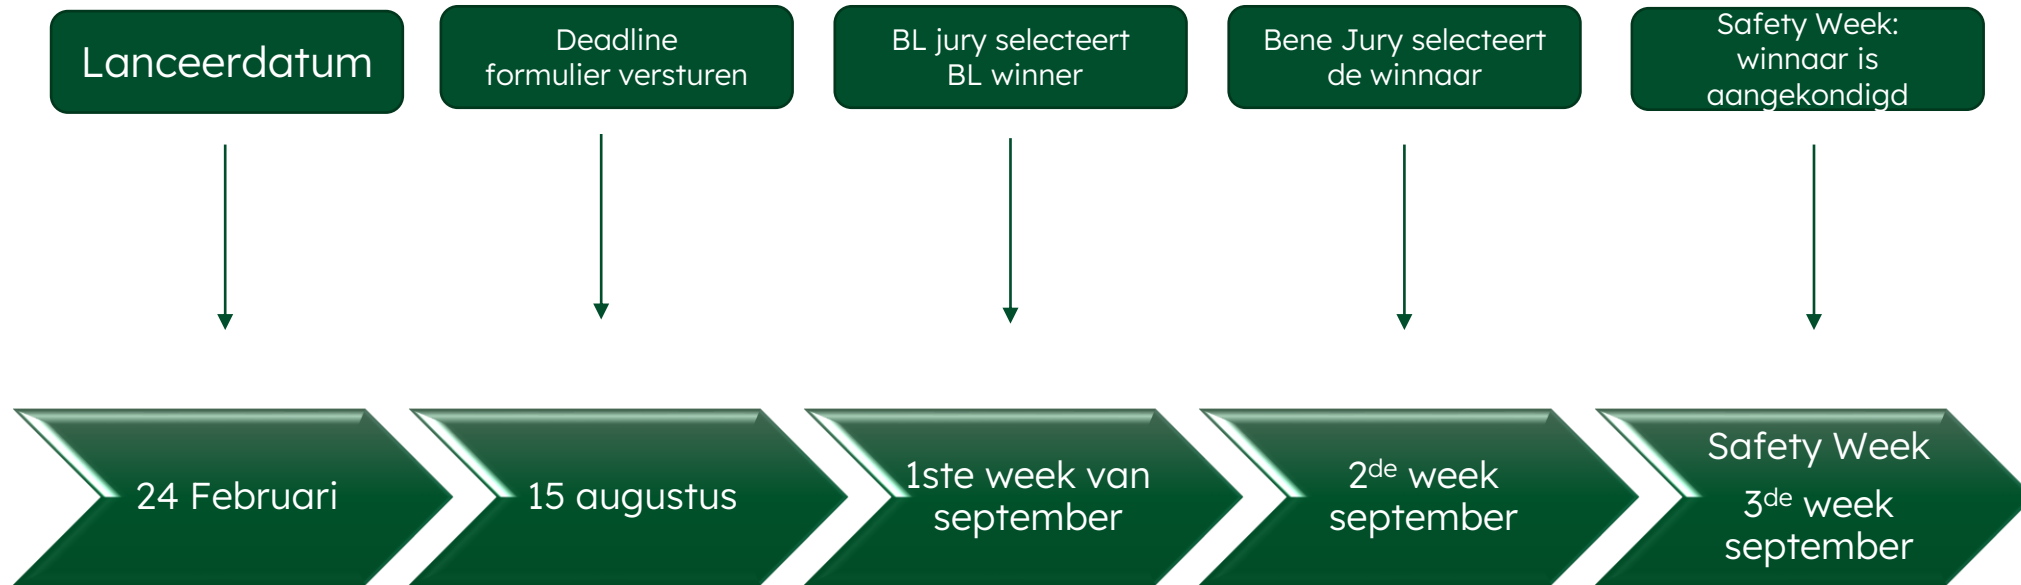 Lanceerdatum
Deadline
formulier versturen
BL jury selecteert
BL winner
Bene Jury selecteert
de winnaar
Safety Week:
winnaar is
aangekondigd
24 Februari
15 augustus
1ste week van
september
2de week
september
Safety Week
3de week
september